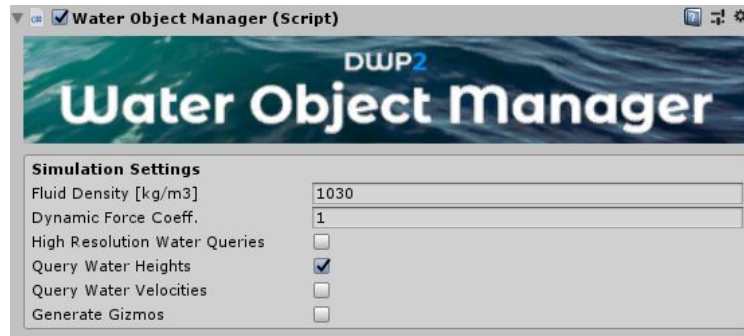 Water Object Manager (Script)
DWP2
Water Object Manager
Simulation Settings
Fluid Density [kg/m3] 1030
Dynamic Force Coeff. 1
High Resolution Water Queries
Query Water Heights
Query Water Velocities
Generate Gizmos